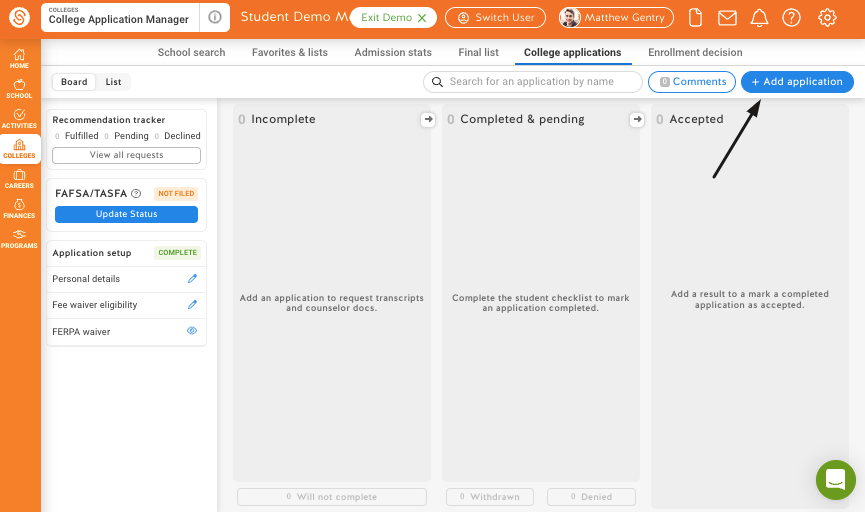 COLLEGES
College Application Manager
Student Demo M
Exit Demo
Switch User
Matthew Gentry
School search
Favorites & lists
Admission stats
Final list
College applications
Enrollment decision
HOME
SCHOOL
ACTIVITIES
COLLEGES
CAREERS
FINANCES
PROGRAMS
Board
List
Search for an application by name
0 Comments
+ Add application
Recommendation tracker
0 Fulfilled 0 Pending 0 Declined
View all requests
FAFSA/TASFA NOT FILED
Update Status
Application setup COMPLETE
Personal details
Fee waiver eligibility
FERPA waiver
0 Incomplete
Add an application to request transcripts
and counselor docs.
0 Will not complete
0 Completed & pending
Complete the student checklist to mark
an application completed.
0 Withdrawn
0 Denied
0 Accepted
Add a result to a mark a completed
application as accepted.